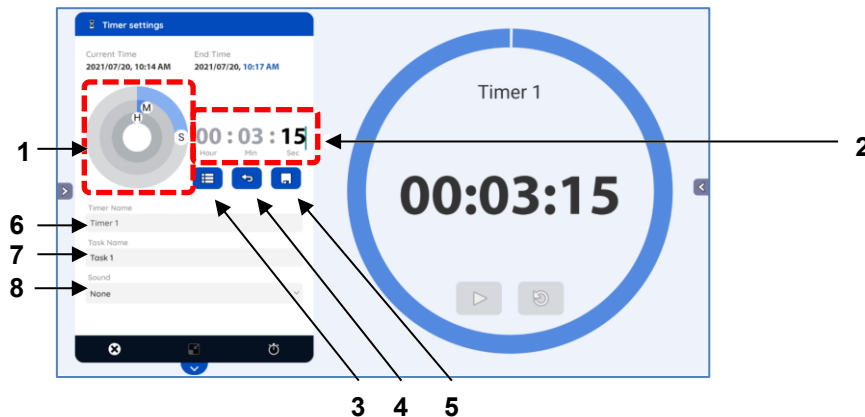 Timer settings
Current Time
End Time
2021/07/20, 10:14 AM
2021/07/20, 10:17 AM
H
M
S
00 : 03 : 15
Hour
Min
Sec
Timer Name
Timer 1
Task Name
Task 1
Sound
None
Timer 1
00:03:15
1
2
6
7
8
3
4
5